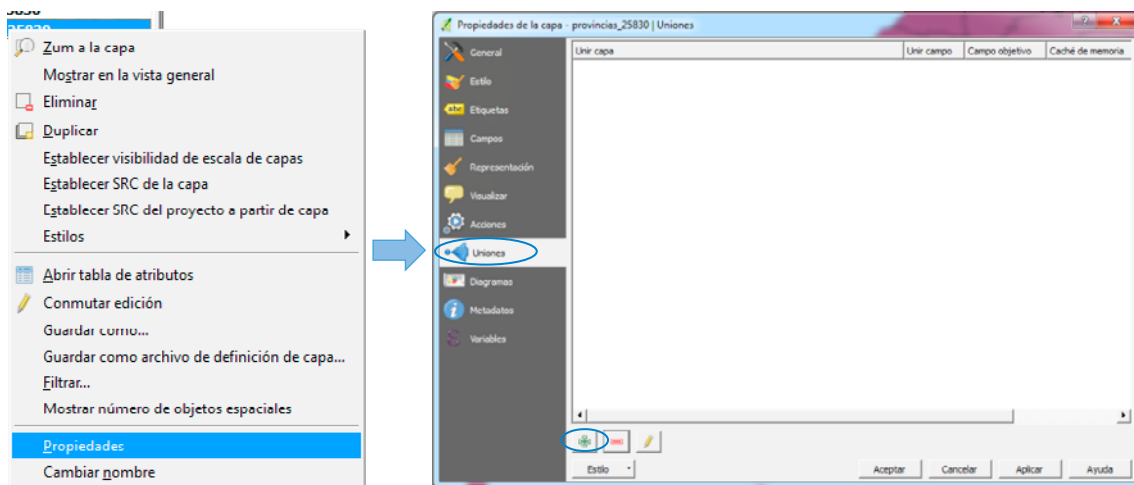 Zum a la capa
Mostrar en la vista general
Eliminar
Duplicar
Establecer visibilidad de escala de capas
Establecer SRC de la capa
Establecer SRC del proyecto a partir de capa
Estilos
Abrir tabla de atributos
Conmutar edición
Guardar como...
Guardar como archivo de definición de capa...
Filtrar...
Mostrar número de objetos espaciales
Propiedades
Cambiar nombre
Propiedades de la capa - provincias_25830 | Uniones
General
Estilo
Etiquetas
Campos
Representación
Visualizar
Acciones
Uniones
Diagramas
Metadatos
Variables
Unir capa Unir campo Campo objetivo Caché de memoria
Estilo Aceptar Cancelar Aplicar Ayuda